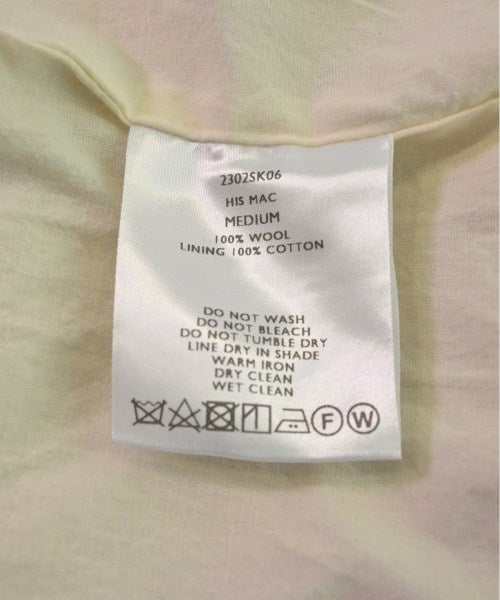 2302SK06
HIS MAC
MEDIUM
100% WOOL
LINING 100% COTTON
DO NOT WASH
DO NOT BLEACH
DO NOT TUMBLE DRY
LINE DRY IN SHADE
WARM IRON
DRY CLEAN
WET CLEAN
F W